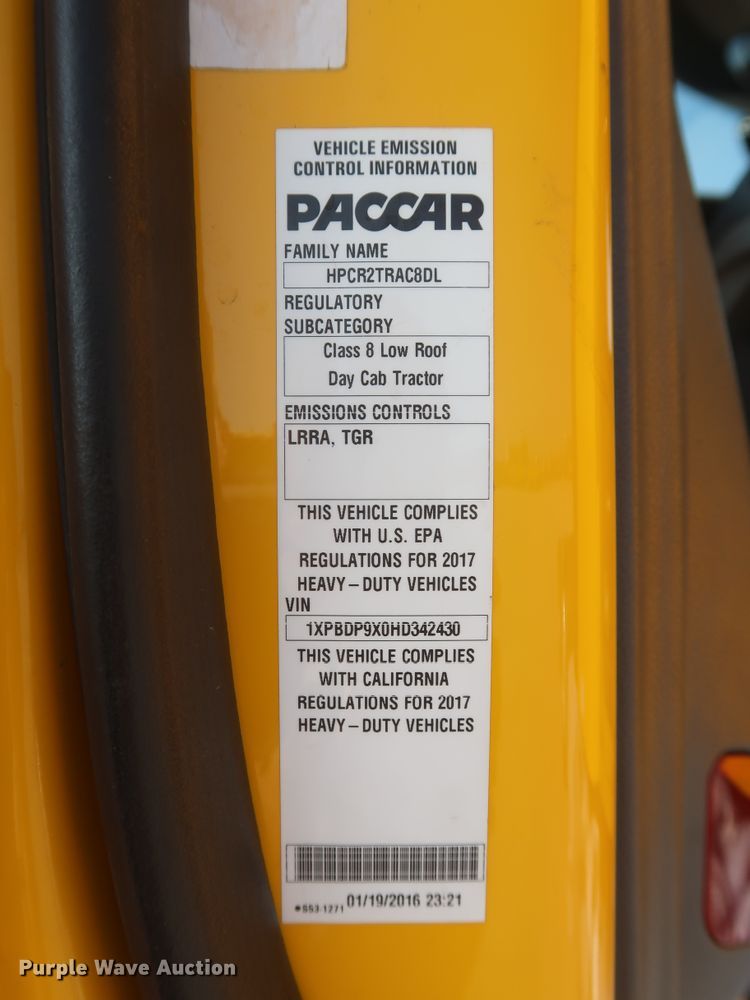 VEHICLE EMISSION
CONTROL INFORMATION
PACCAR
FAMILY NAME
HPCR2TRAC8DL
REGULATORY
SUBCATEGORY
Class 8 Low Roof
Day Cab Tractor
EMISSIONS CONTROLS
LRRA, TGR
THIS VEHICLE COMPLIES
WITH U.S. EPA
REGULATIONS FOR 2017
HEAVY-DUTY VEHICLES
VIN
1XPBDP9X0HD342430
THIS VEHICLE COMPLIES
WITH CALIFORNIA
REGULATIONS FOR 2017
HEAVY-DUTY VEHICLES
*S53-1271 01/19/2016 23:21
Purple Wave Auction